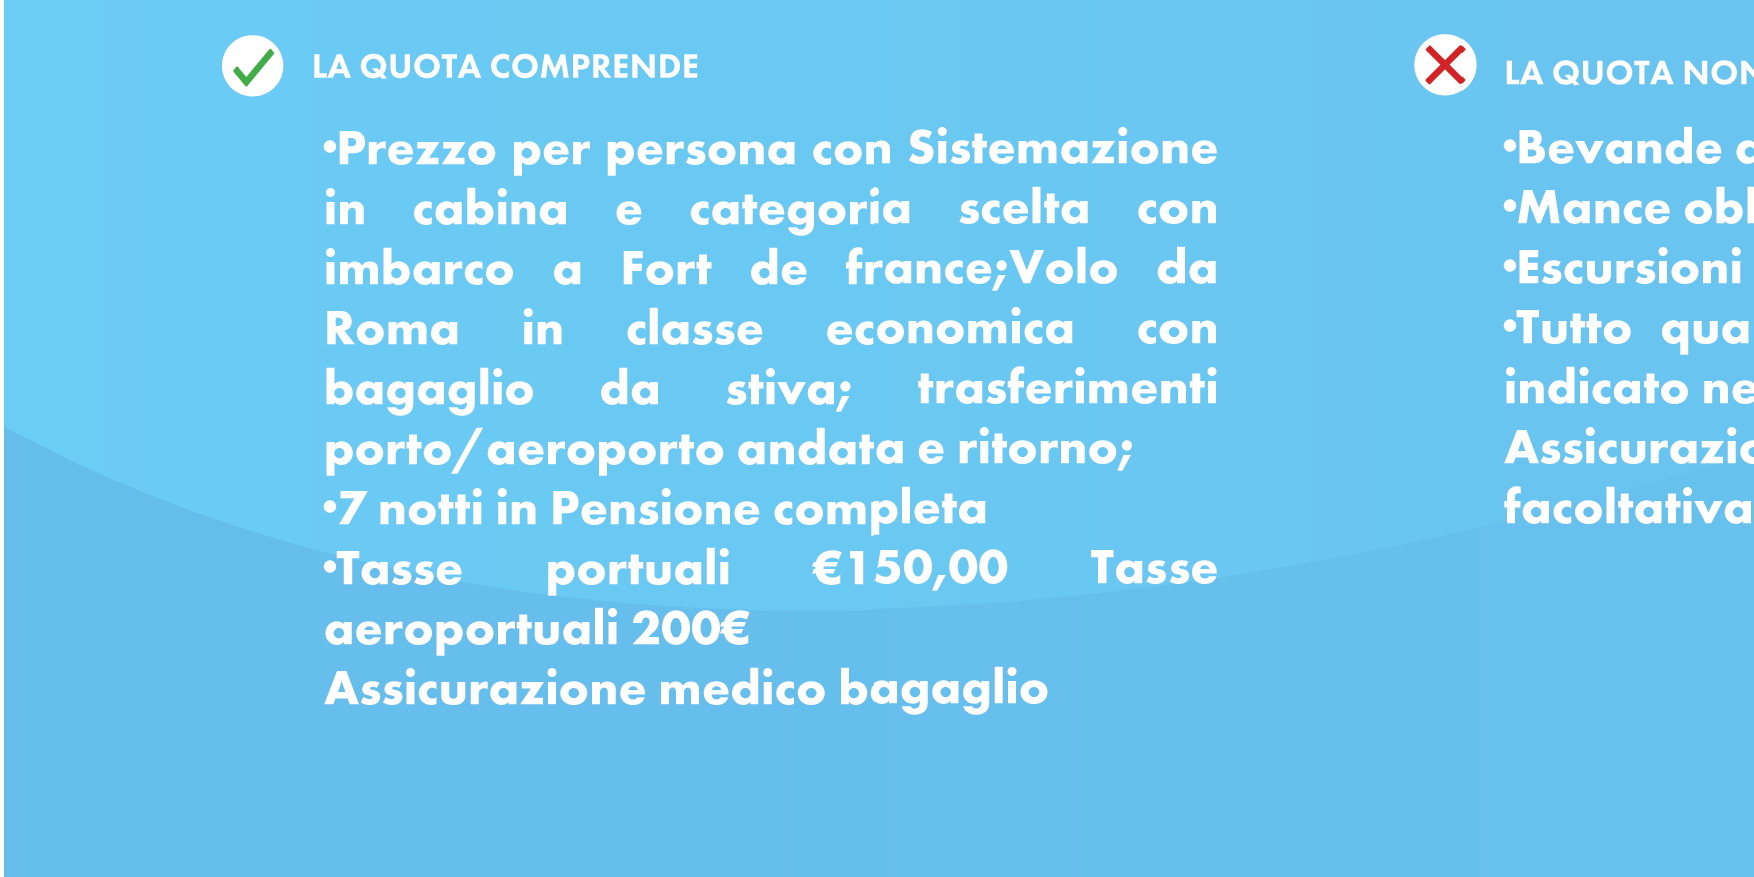 LA QUOTA COMPRENDE
•Prezzo per persona con Sistemazione
in cabina e categoria scelta con
imbarco a Fort de france;Volo da
Roma in classe economica con
bagaglio da stiva; trasferimenti
porto/aeroporto andata e ritorno;
•7 notti in Pensione completa
•Tasse portuali €150,00 Tasse
aeroportuali 200€
Assicurazione medico bagaglio
LA QUOTA NON
•Bevande
•Mance
•Escursioni
•Tutto
indicato
facoltativa